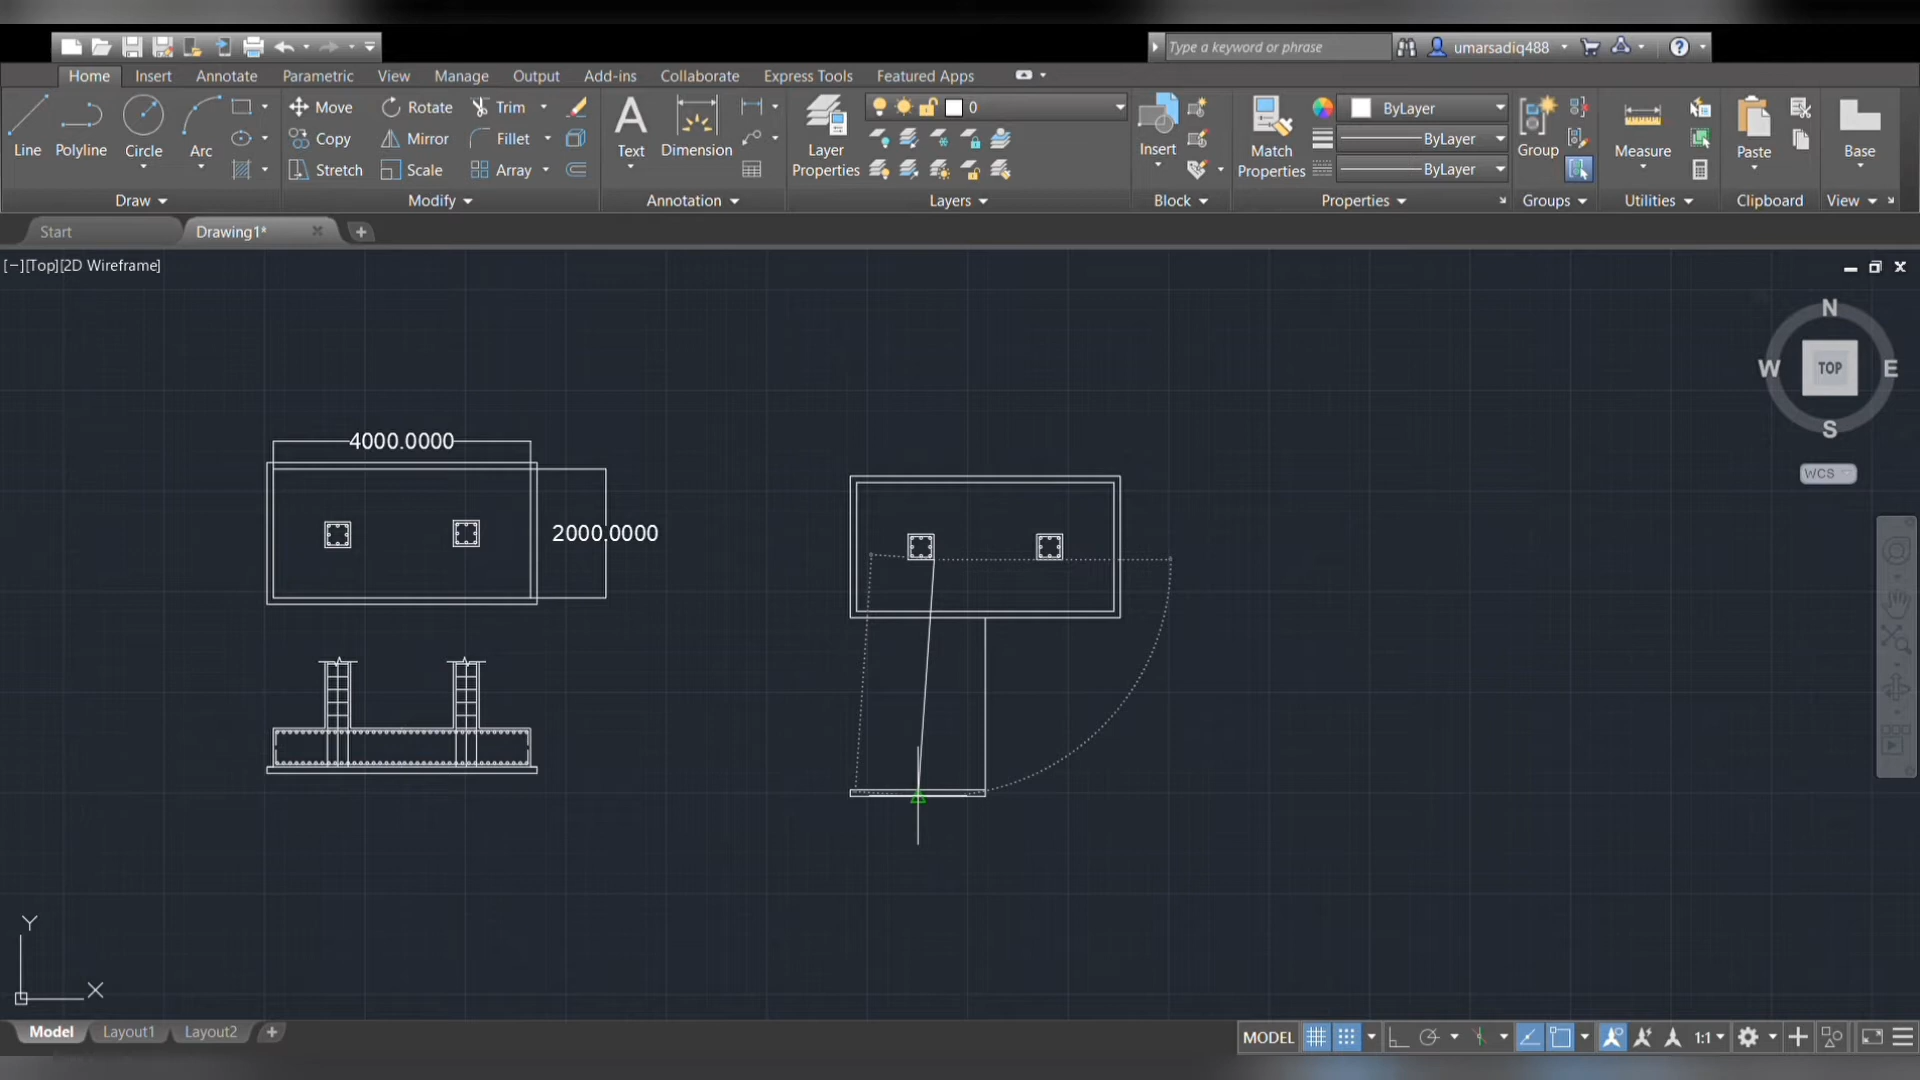 Type a keyword or phrase
umarsadiq488
Home Insert Annotate Parametric View Manage Output Add-ins Collaborate Express Tools Featured Apps
Line
Polyline
Circle
Arc
Move
Copy
Stretch
Rotate
Mirror
Scale
Trim
Fillet
Array
Text
Dimension
Layer
Properties
0
Insert
Match
Properties
ByLayer
ByLayer
ByLayer
Group
Measure
Paste
Base
Draw Modify Annotation Layers Block Properties Groups Utilities Clipboard View
Start Drawing1*
[−][Top][2D Wireframe]
N
W TOP E
S
WCS
4000.0000
2000.0000
Y
X
Model Layout1 Layout2
MODEL 1:1